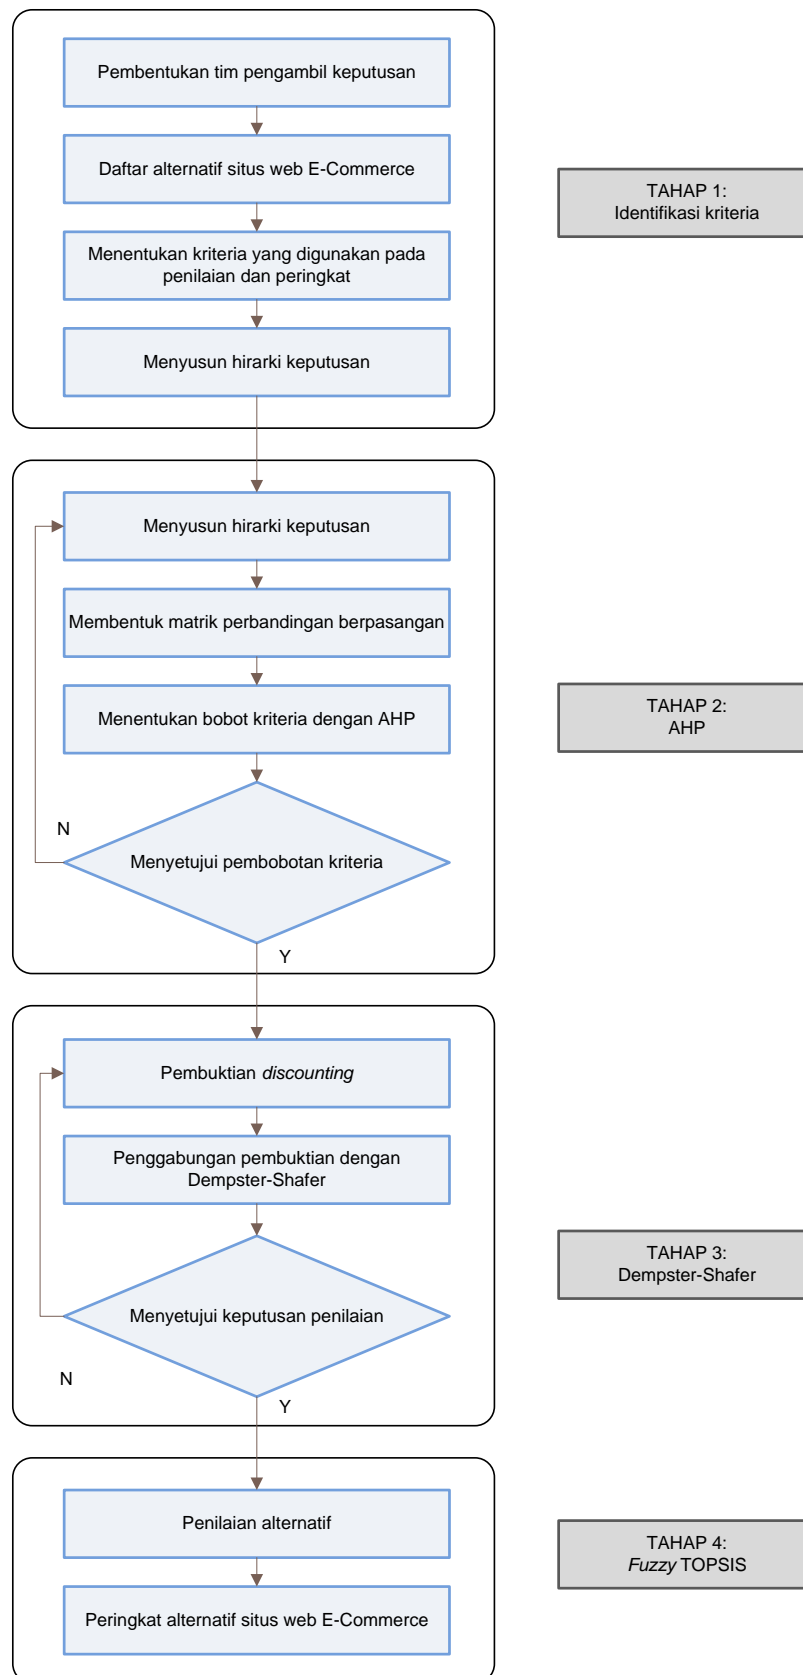 Pembentukan tim pengambil keputusan
Daftar alternatif situs web E-Commerce
Menentukan kriteria yang digunakan pada
penilaian dan peringkat
Menyusun hirarki keputusan
TAHAP 1:
Identifikasi kriteria
Menyusun hirarki keputusan
Membentuk matrik perbandingan berpasangan
Menentukan bobot kriteria dengan AHP
N
Menyetujui pembobotan kriteria
Y
TAHAP 2:
AHP
Pembuktian discounting
Penggabungan pembuktian dengan
Dempster-Shafer
Menyetujui keputusan penilaian
N
Y
TAHAP 3:
Dempster-Shafer
Penilaian alternatif
Peringkat alternatif situs web E-Commerce
TAHAP 4:
Fuzzy TOPSIS